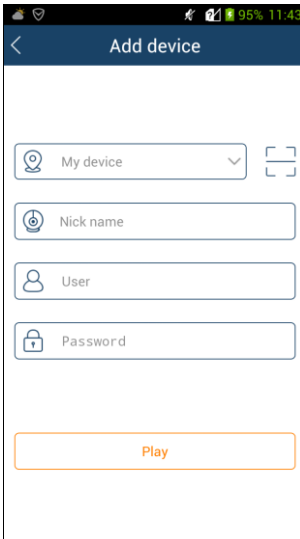 95% 11:43
Add device
My device
Nick name
User
Password
Play